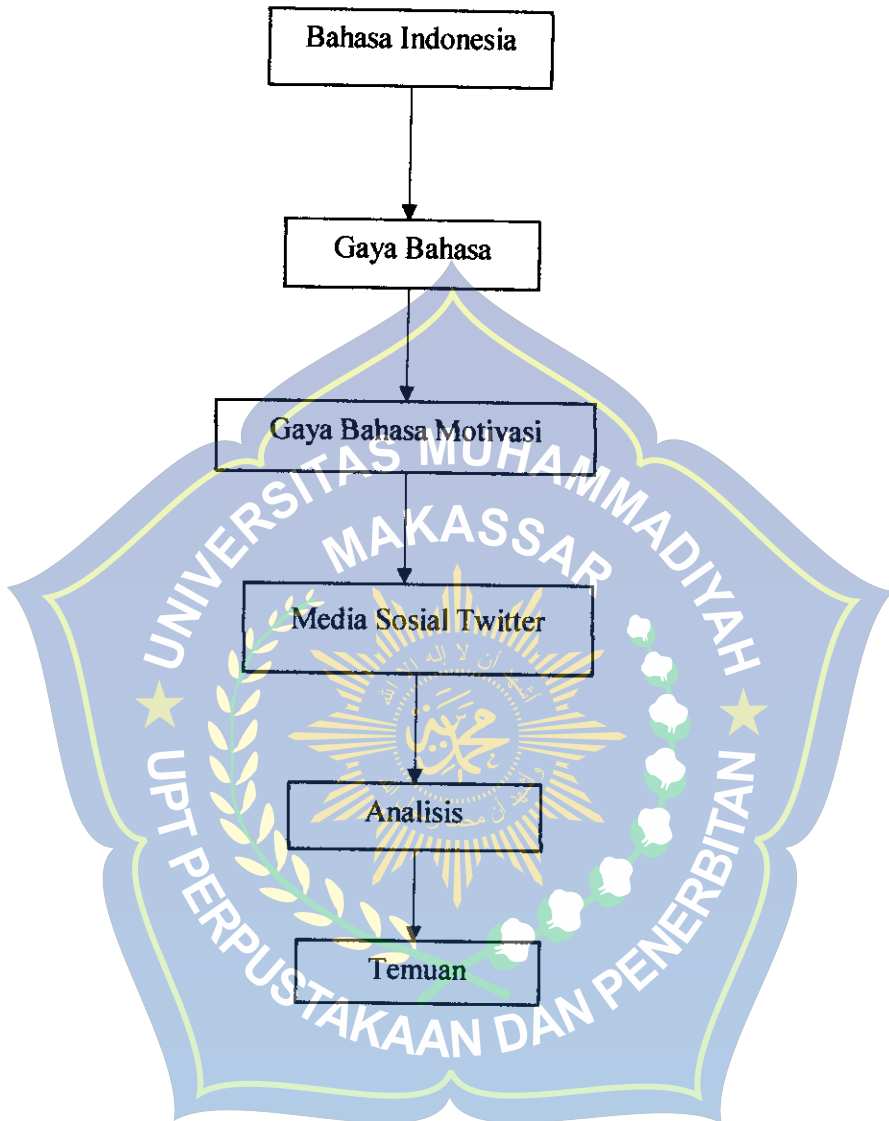 Bahasa Indonesia
Gaya Bahasa
Gaya Bahasa Motivasi
UNIVERSITAS MUHAMMADIYAH
MAKASSAR
Media Sosial Twitter
Analisis
Temuan
UPT PERPUSTAKAAN DAN PENERBITAN